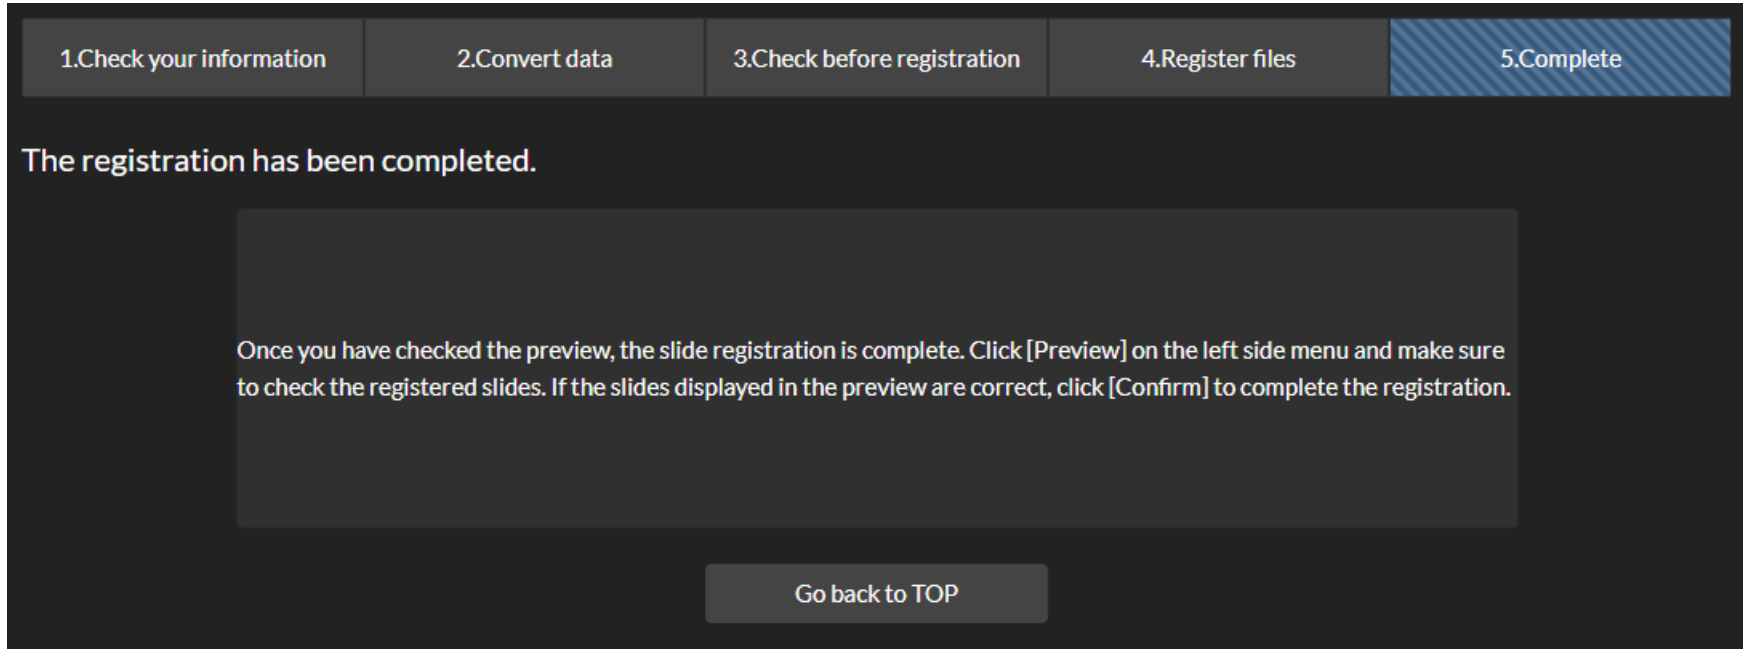 1.Check your information
2.Convert data
3.Check before registration
4.Register files
5.Complete
The registration has been completed.
Once you have checked the preview, the slide registration is complete. Click [Preview] on the left side menu and make sure
to check the registered slides. If the slides displayed in the preview are correct, click [Confirm] to complete the registration.
Go back to TOP